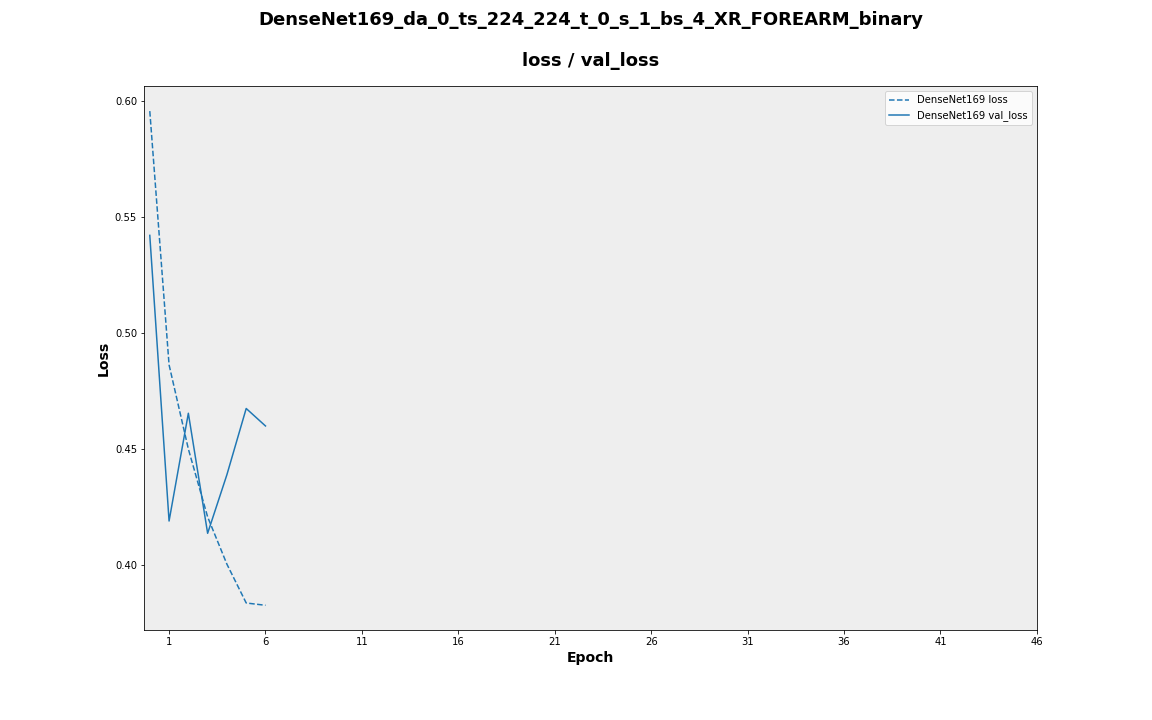 DenseNet169_da_0_ts_224_224_t_0_s_1_bs_4_XR_FOREARM_binary
loss / val_loss
DenseNet169 loss
DenseNet169 val_loss
0.60
0.55
0.50
0.45
0.40
Loss
1 6 11 16 21 26 31 36 41 46
Epoch